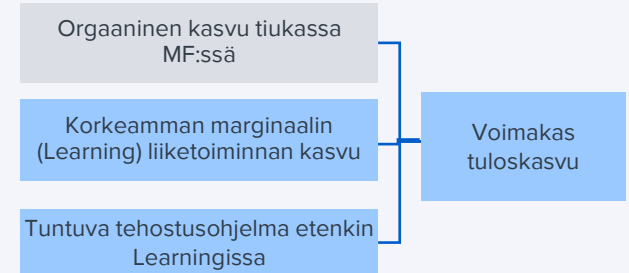 Orgaaninen kasvu tiukassa
MF:ssä
Korkeamman marginaalin
(Learning) liiketoiminnan kasvu
Voimakas
tuloskasvu
Tuntuva tehostusohjelma etenkin
Learningissa